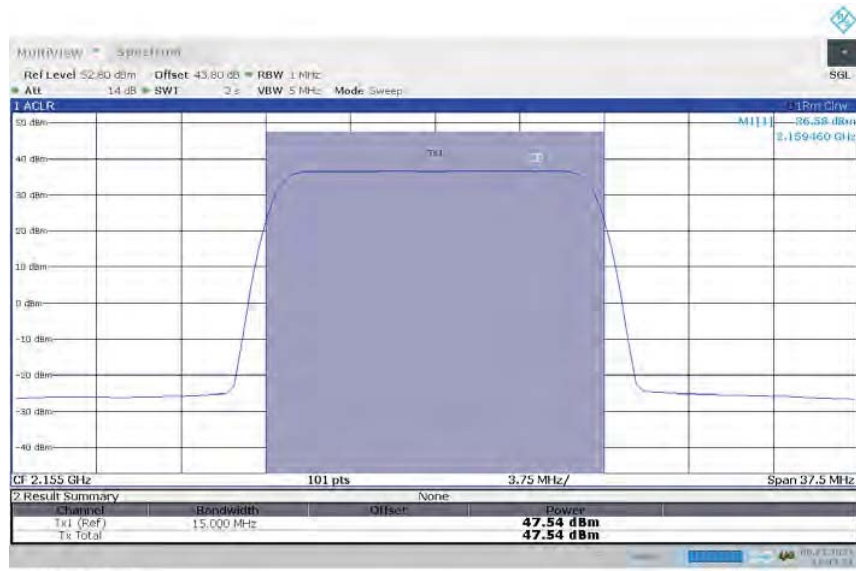 MultiView Spectrum
Ref Level 52.80 dBm Offset 43.80 dB RBW 1 MHz
SGL
Att 14 dB SWT 2 s VBW 5 MHz Mode Sweep
1 ACLR 1Rm Clrw
M1[1] 36.58 dBm
2.159460 GHz
50 dBm
Tx1
40 dBm
30 dBm
20 dBm
10 dBm
0 dBm
-10 dBm
-20 dBm
-30 dBm
-40 dBm
CF 2.155 GHz 101 pts 3.75 MHz/ Span 37.5 MHz
2 Result Summary None
Channel Bandwidth Offset Power
Tx1 (Ref) 15.000 MHz 47.54 dBm
Tx Total 47.54 dBm